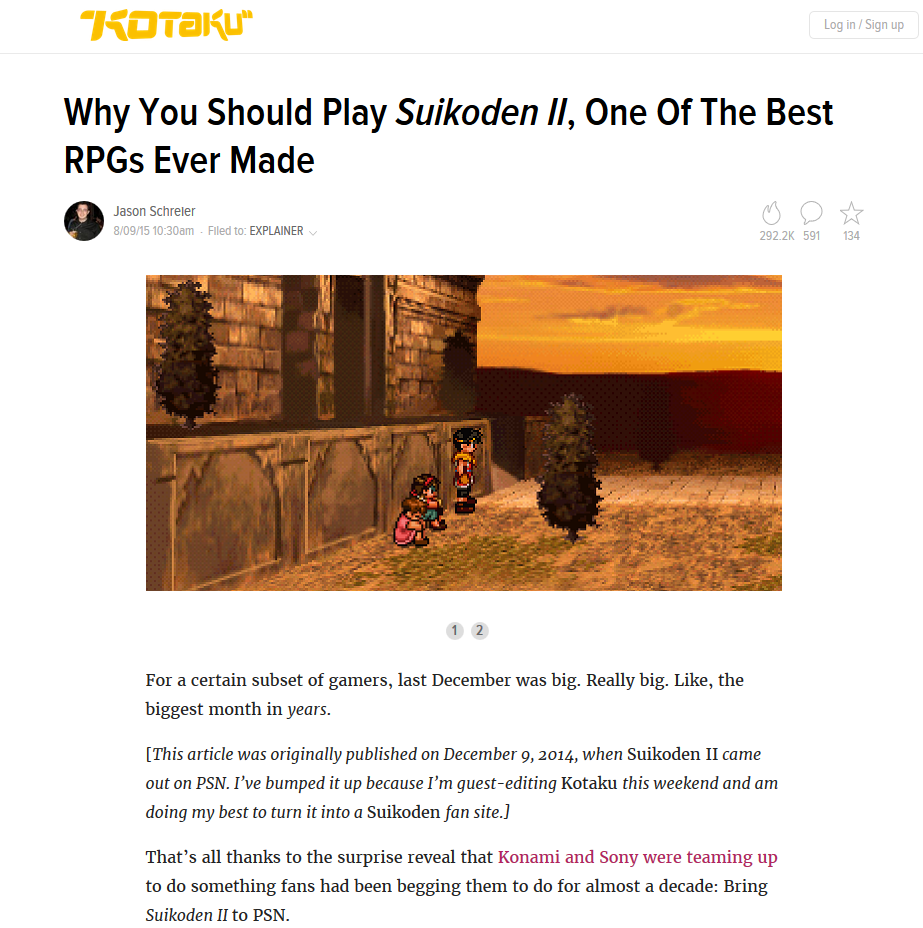 "KOTaKu"
Log in / Sign up
Why You Should Play Suikoden II, One Of The Best
RPGs Ever Made
Jason Schreier
8/09/15 10:30am - Filed to: EXPLAINER
292.2K 591 134
1 2
For a certain subset of gamers, last December was big. Really big. Like, the
biggest month in years.
[This article was originally published on December 9, 2014, when Suikoden II came
out on PSN. I've bumped it up because I'm guest-editing Kotaku this weekend and am
doing my best to turn it into a Suikoden fan site.]
That's all thanks to the surprise reveal that Konami and Sony were teaming up
to do something fans had been begging them to do for almost a decade: Bring
Suikoden II to PSN.